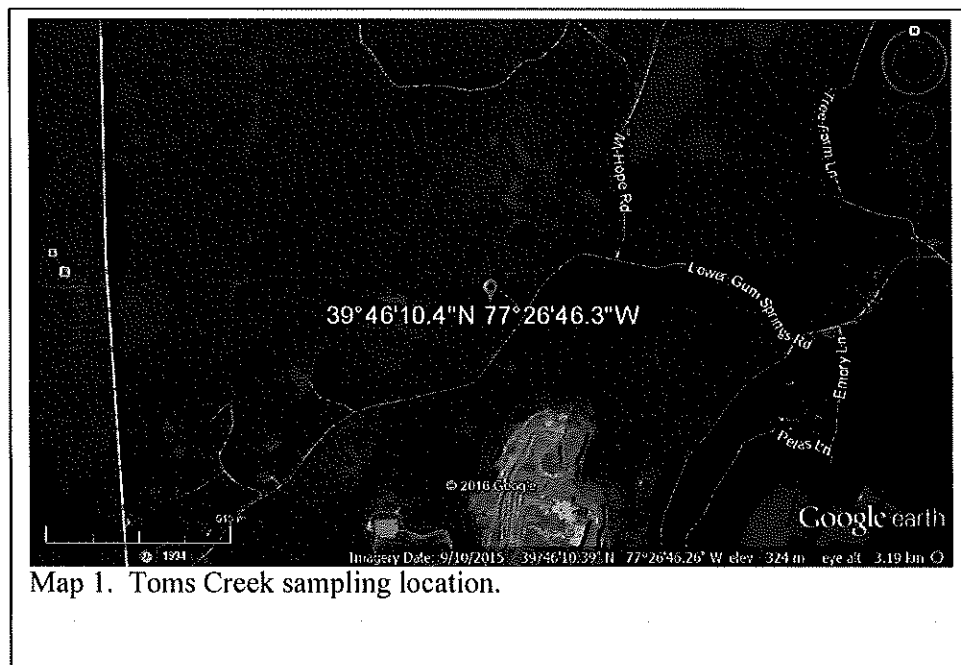 N
Mt Hope Rd
Tree Farm Ln
Lower Gum Springs Rd
39°46'10.4"N 77°26'46.3"W
Emory Ln
Petas Ln
© 2016 Google
Google earth
1994
Imagery Date: 9/10/2015 39°46'10.39" N 77°26'46.26" W elev 324 m eye alt 3.19 km
Map 1. Toms Creek sampling location.